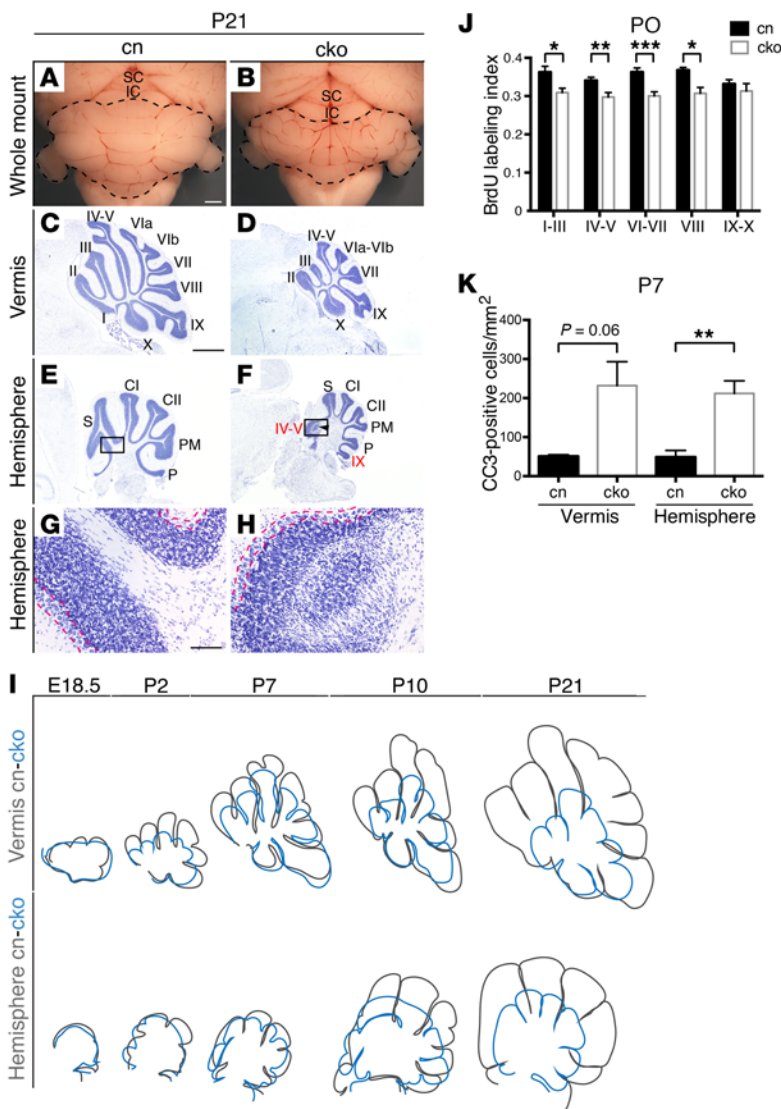 P21
cn
cko
Whole mount
A
SC
IC
B
SC
IC
Vermis
C
IV-V
VIa
VIb
III
VII
II
VIII
I
IX
X
D
IV-V
VIa-VIb
III
VII
II
VIII
IX
X
Hemisphere
E
CI
CII
S
PM
P
F
S
CI
CII
IV-V
PM
P
IX
Hemisphere
G
H
I
E18.5
P2
P7
P10
P21
Vermis cn-cko
Hemisphere cn-cko
J
PO
cn
cko
BrdU labeling index
0.4
0.3
0.2
0.1
0
*
**
***
*
I-III
IV-V
VI-VII
VIII
IX-X
K
P7
CC3-positive cells/mm2
400
300
200
100
50
0
P = 0.06
**
cn
cko
cn
cko
Vermis
Hemisphere